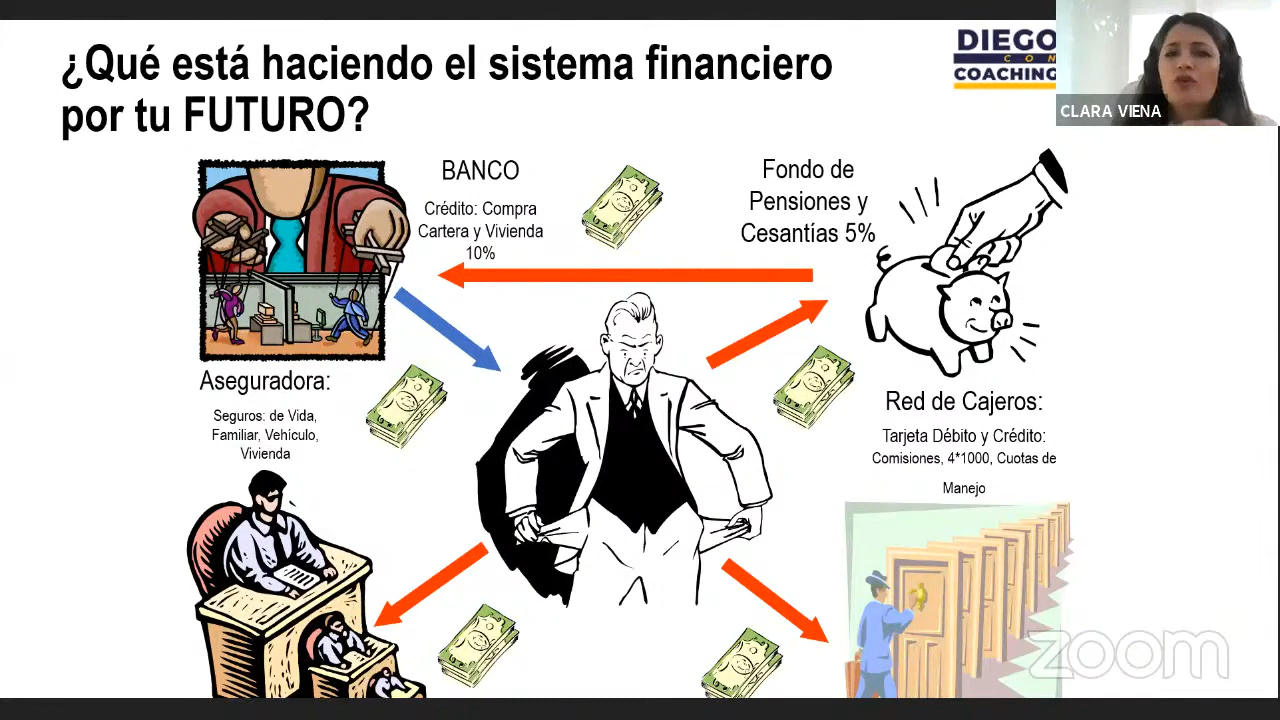 ¿Qué está haciendo el sistema financiero
por tu FUTURO?
DIEGO
CON
COACHING
CLARA VIENA
BANCO
Crédito: Compra
Cartera y Vivienda
10%
Fondo de
Pensiones y
Cesantías 5%
Aseguradora:
Seguros: de Vida,
Familiar, Vehículo,
Vivienda
Red de Cajeros:
Tarjeta Débito y Crédito:
Comisiones, 4*1000, Cuotas de
Manejo
zoom